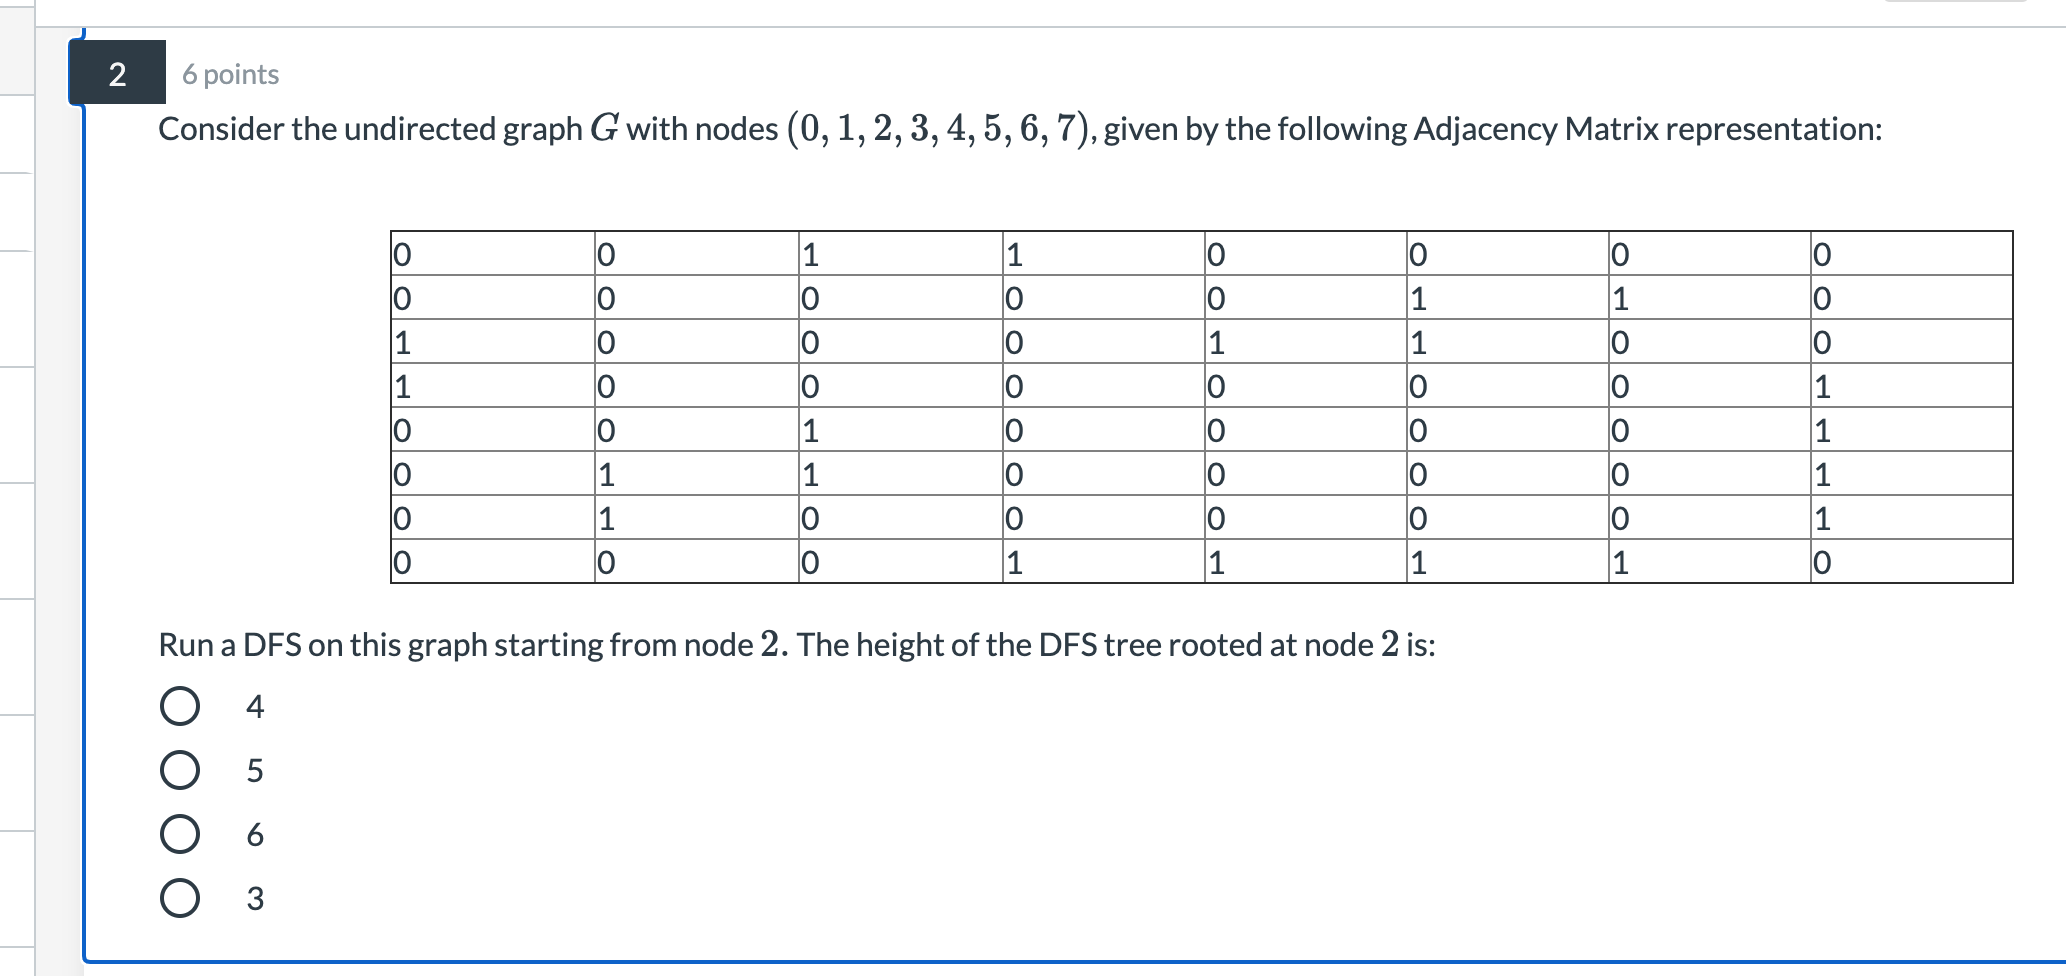 2
6 points
Consider the undirected graph G with nodes (0, 1, 2, 3, 4, 5, 6, 7), given by the following Adjacency Matrix representation:
0 0 1 1 0 0 0 0
0 0 0 0 0 1 1 0
1 0 0 0 1 1 0 0
1 0 0 0 0 0 0 1
0 0 1 0 0 0 0 1
0 1 1 0 0 0 0 1
0 1 0 0 0 0 0 1
0 0 0 1 1 1 1 0
Run a DFS on this graph starting from node 2. The height of the DFS tree rooted at node 2 is:
4
5
6
3